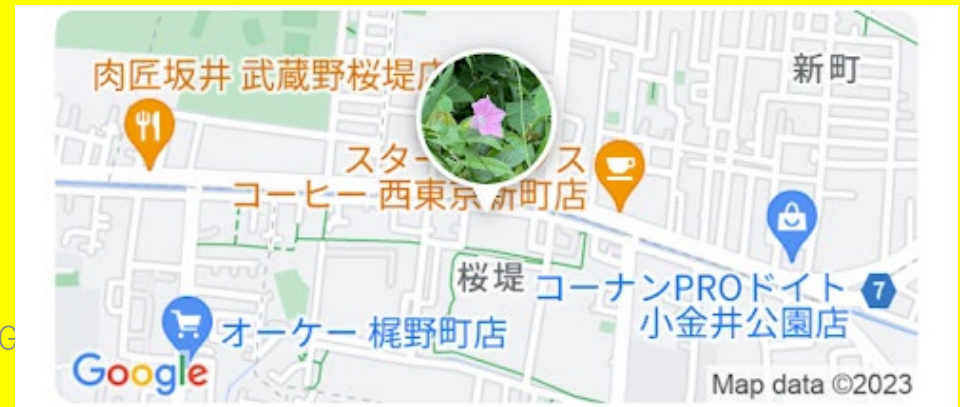 新町
肉匠坂井 武蔵野桜堤
スタ ス
コーヒー 西東京新町店
桜堤
コーナンPROドイト
小金井公園店
7
オーケー 梶野町店
G
Google
Map data ©2023